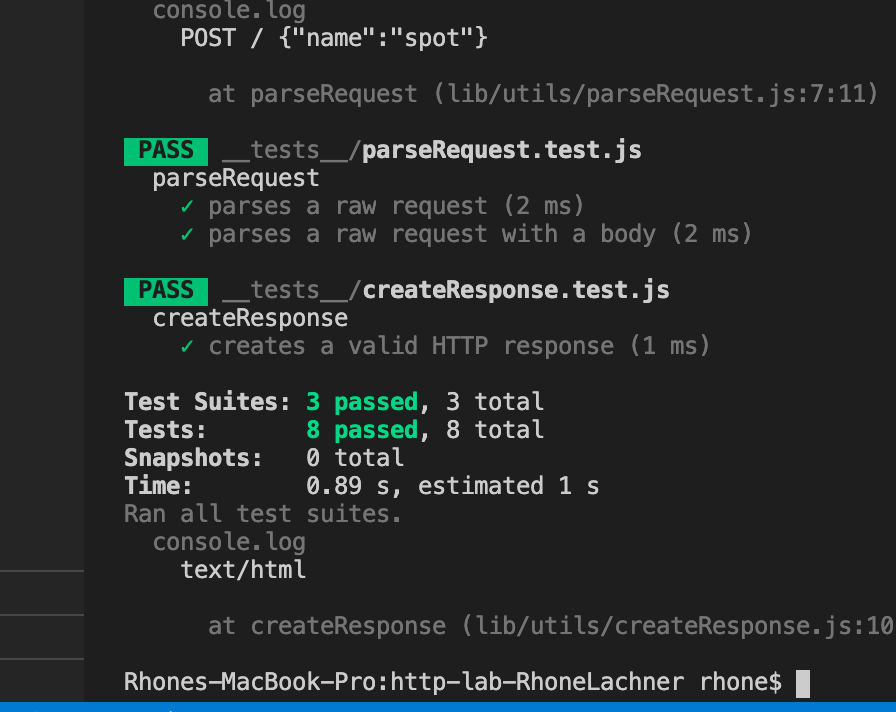 console.log
POST / {"name":"spot"}
at parseRequest (lib/utils/parseRequest.js:7:11)
PASS __tests__/parseRequest.test.js
parseRequest
✓ parses a raw request (2 ms)
✓ parses a raw request with a body (2 ms)
PASS __tests__/createResponse.test.js
createResponse
✓ creates a valid HTTP response (1 ms)
Test Suites: 3 passed, 3 total
Tests: 8 passed, 8 total
Snapshots: 0 total
Time: 0.89 s, estimated 1 s
Ran all test suites.
console.log
text/html
at createResponse (lib/utils/createResponse.js:10
Rhones-MacBook-Pro:http-lab-RhoneLachner rhone$